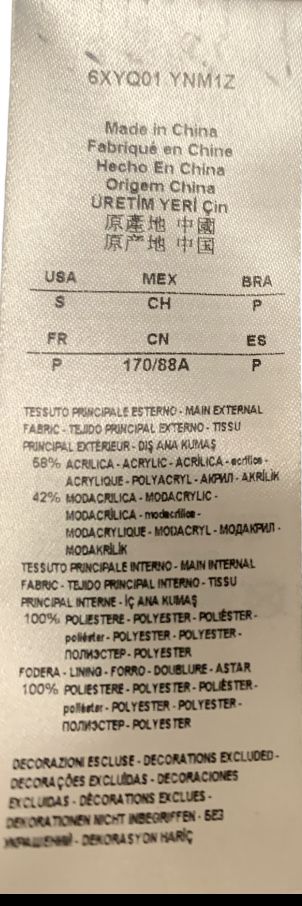 6XYQ01 YNM1Z
Made in China
Fabriqué en Chine
Hecho En China
Origem China
ÜRETİM YERİ Çin
原產地 中國
原产地 中国
USA MEX BRA
S CH P
FR CN ES
P 170/88A P
TESSUTO PRINCIPALE ESTERNO - MAIN EXTERNAL
FABRIC - TEJIDO PRINCIPAL EXTERNO - TISSU
PRINCIPAL EXTÉRIEUR - DIŞ ANA KUMAŞ
58% ACRILICA - ACRYLIC - ACRÍLICA - acrílica -
ACRYLIQUE - POLYACRYL - АКРИЛ - AKRİLİK
42% MODACRILICA - MODACRYLIC -
MODACRÍLICA - modacrílica -
MODACRYLIQUE - MODACRYL - МОДАКРИЛ -
MODAKRİLİK
TESSUTO PRINCIPALE INTERNO - MAIN INTERNAL
FABRIC - TEJIDO PRINCIPAL INTERNO - TISSU
PRINCIPAL INTERNE - İÇ ANA KUMAŞ
100% POLIESTERE - POLYESTER - POLIÉSTER -
poliéster - POLYESTER - POLYESTER -
ПОЛИЭСТЕР - POLYESTER
FODERA - LINING - FORRO - DOUBLURE - ASTAR
100% POLIESTERE - POLYESTER - POLIÉSTER -
poliéster - POLYESTER - POLYESTER -
ПОЛИЭСТЕР - POLYESTER
DECORAZIONI ESCLUSE - DECORATIONS EXCLUDED -
DECORAÇÕES EXCLUÍDAS - DECORACIONES
EXCLUIDAS - DÉCORATIONS EXCLUES -
DEKORATIONEN NICHT INBEGRIFFEN - БЕЗ
УКРАШЕНИЙ - DEKORASYON HARİÇ